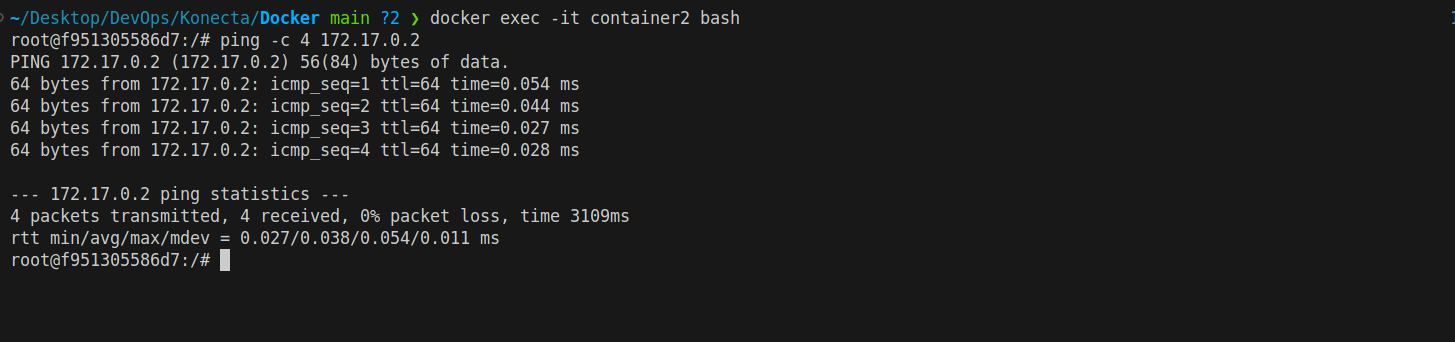 ~/Desktop/DevOps/Konecta/Docker main ?2 ❯ docker exec -it container2 bash
root@f951305586d7:/# ping -c 4 172.17.0.2
PING 172.17.0.2 (172.17.0.2) 56(84) bytes of data.
64 bytes from 172.17.0.2: icmp_seq=1 ttl=64 time=0.054 ms
64 bytes from 172.17.0.2: icmp_seq=2 ttl=64 time=0.044 ms
64 bytes from 172.17.0.2: icmp_seq=3 ttl=64 time=0.027 ms
64 bytes from 172.17.0.2: icmp_seq=4 ttl=64 time=0.028 ms

--- 172.17.0.2 ping statistics ---
4 packets transmitted, 4 received, 0% packet loss, time 3109ms
rtt min/avg/max/mdev = 0.027/0.038/0.054/0.011 ms
root@f951305586d7:/#